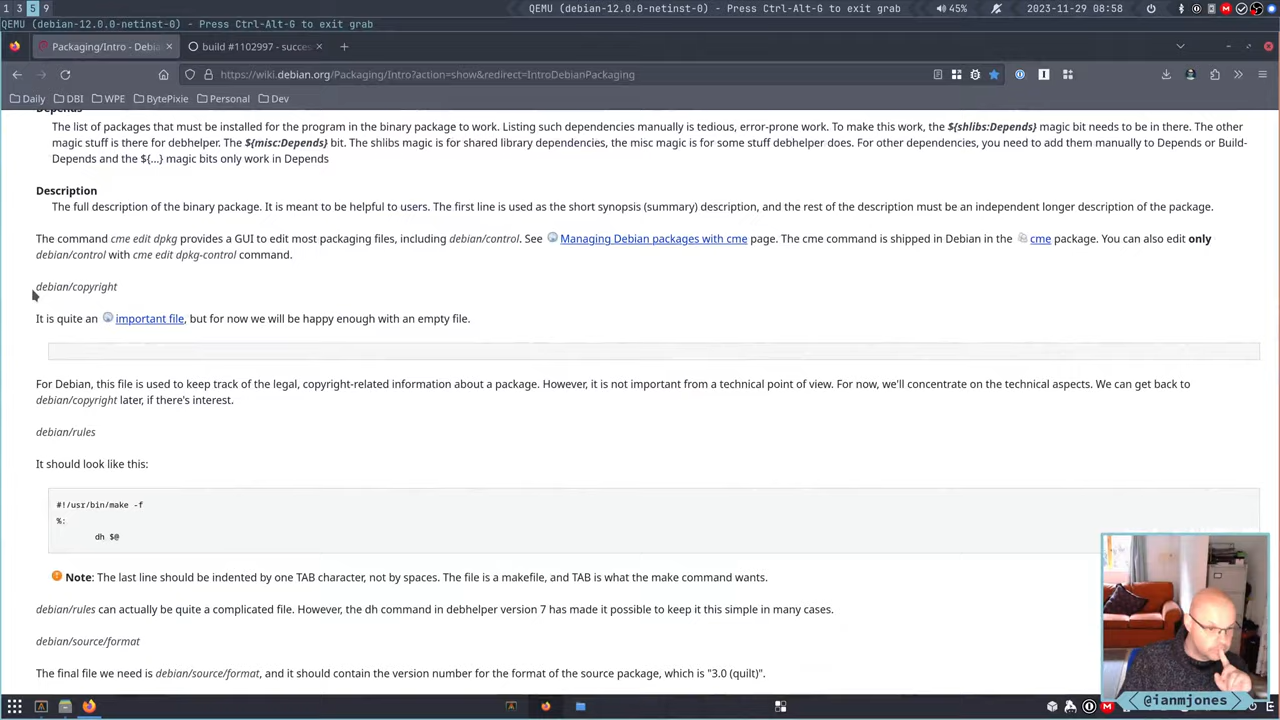 1 3 5 9
QEMU (debian-12.0.0-netinst-0) - Press Ctrl-Alt-G to exit grab
45%
2023-11-29 08:58
QEMU (debian-12.0.0-netinst-0) - Press Ctrl-Alt-G to exit grab
Packaging/Intro - Debia
build #1102997 - succes
https://wiki.debian.org/Packaging/Intro?action=show&redirect=IntroDebianPackaging
Daily DBI WPE BytePixie Personal Dev
Depends
The list of packages that must be installed for the program in the binary package to work. Listing such dependencies manually is tedious, error-prone work. To make this work, the ${shlibs:Depends} magic bit needs to be in there. The other
magic stuff is there for debhelper. The ${misc:Depends} bit. The shlibs magic is for shared library dependencies, the misc magic is for some stuff debhelper does. For other dependencies, you need to add them manually to Depends or Build-
Depends and the ${...} magic bits only work in Depends
Description
The full description of the binary package. It is meant to be helpful to users. The first line is used as the short synopsis (summary) description, and the rest of the description must be an independent longer description of the package.
The command cme edit dpkg provides a GUI to edit most packaging files, including debian/control. See Managing Debian packages with cme page. The cme command is shipped in Debian in the cme package. You can also edit only
debian/control with cme edit dpkg-control command.
debian/copyright
It is quite an important file, but for now we will be happy enough with an empty file.
For Debian, this file is used to keep track of the legal, copyright-related information about a package. However, it is not important from a technical point of view. For now, we'll concentrate on the technical aspects. We can get back to
debian/copyright later, if there's interest.
debian/rules
It should look like this:
#!/usr/bin/make -f
%:
dh $@
Note: The last line should be indented by one TAB character, not by spaces. The file is a makefile, and TAB is what the make command wants.
debian/rules can actually be quite a complicated file. However, the dh command in debhelper version 7 has made it possible to keep it this simple in many cases.
debian/source/format
The final file we need is debian/source/format, and it should contain the version number for the format of the source package, which is "3.0 (quilt)".
@ianmjones